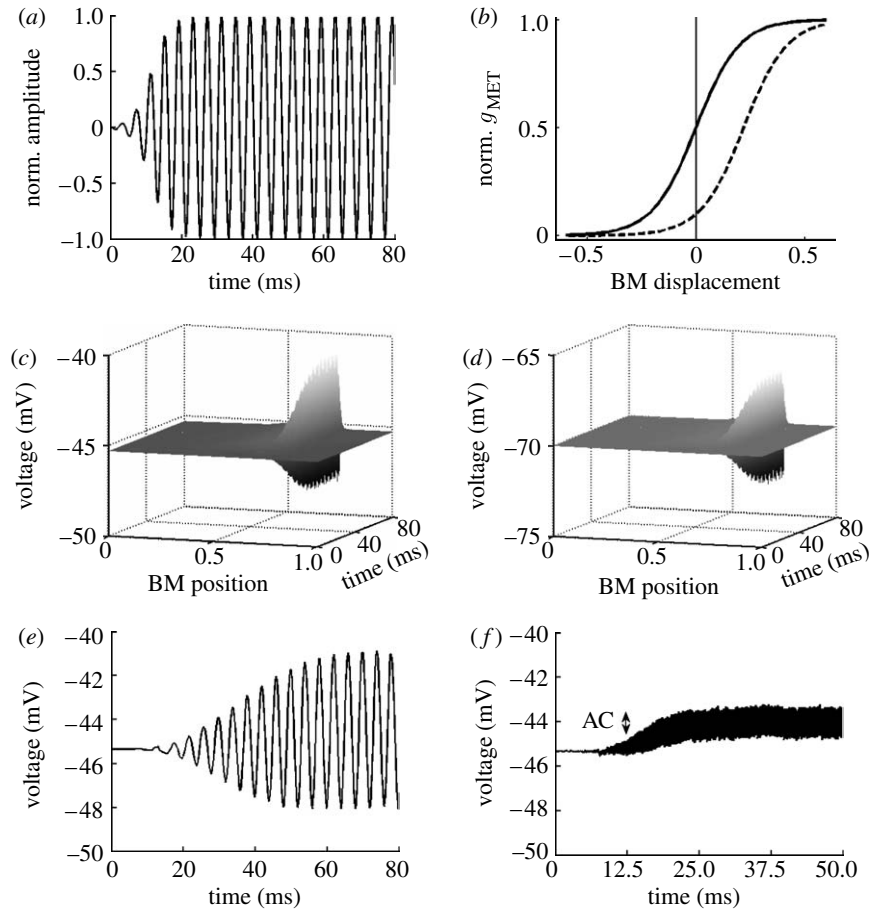 (a)
1.0
0.5
0
−0.5
−1.0
norm. amplitude
0 20 40 60 80
time (ms)
(b)
1.0
0.5
0
norm. gMET
−0.5 0 0.5
BM displacement
(c)
−40
−45
−50
voltage (mV)
0 0.5 1.0
BM position
0 40 80
time (ms)
(d)
−65
−70
−75
voltage (mV)
0 0.5 1.0
BM position
0 40 80
time (ms)
(e)
−40
−42
−44
−46
−48
−50
voltage (mV)
0 20 40 60 80
time (ms)
(f)
−40
−42
−44
−46
−48
−50
voltage (mV)
AC
0 12.5 25.0 37.5 50.0
time (ms)